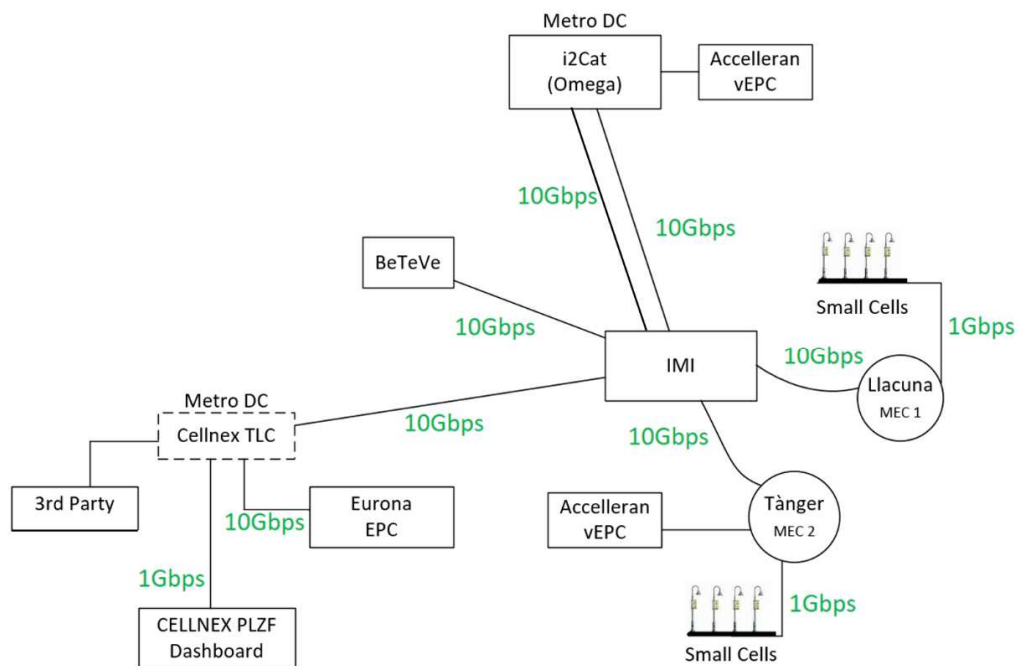 Metro DC
i2Cat
(Omega)
Accelleran
vEPC
10Gbps
10Gbps
BeTeVe
10Gbps
Small Cells
1Gbps
IMI
10Gbps
Llacuna
MEC 1
Metro DC
Cellnex TLC
10Gbps
10Gbps
3rd Party
10Gbps
Eurona
EPC
Accelleran
vEPC
Tànger
MEC 2
1Gbps
CELLNEX PLZF
Dashboard
1Gbps
Small Cells